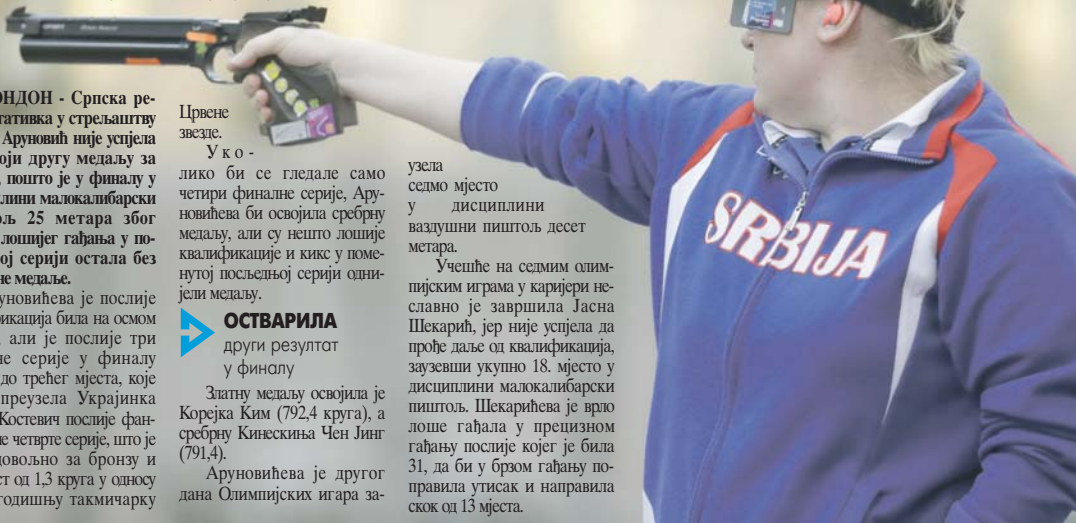 ОНДОН - Српска ре-
тативка у стрељаштву
Аруновић није успјела
оји другу медаљу за
, пошто је у финалу у
лини малокалибарски
ољ 25 метара због
лошијег гађања у по-
ој серији остала без
не медаље.
уновићева је послије
фикација била на осмом
, али је послије три
не серије у финалу
до трећег мјеста, које
преузела Украјинка
Костевич послије фан-
не четврте серије, што је
довољно за бронзу и
ст од 1,3 круга у односу
годишњу такмичарку
Црвене
звезде.
Уко-
лико би се гледале само
четири финалне серије, Ару-
новићева би освојила сребрну
медаљу, али су нешто лошије
квалификације и кикс у поме-
нутој посљедној серији одни-
јели медаљу.
ОСТВАРИЛА
други резултат
у финалу
Златну медаљу освојила је
Корејка Ким (792,4 круга), а
сребрну Кинескиња Чен Јинг
(791,4).
Аруновићева је другог
дана Олимпијских игара за-
узела
седмо мјесто
у дисциплини
ваздушни пиштољ десет
метара.
Учешће на седмим олим-
пијским играма у каријери не-
славно је завршила Јасна
Шекарић, јер није успјела да
прође даље од квалификација,
заузевши укупно 18. мјесто у
дисциплини малокалибарски
пиштољ. Шекарићева је врло
лоше гађала у прецизном
гађању послије којег је била
31, да би у брзом гађању по-
правила утисак и направила
скок од 13 мјеста.
SRBIJA